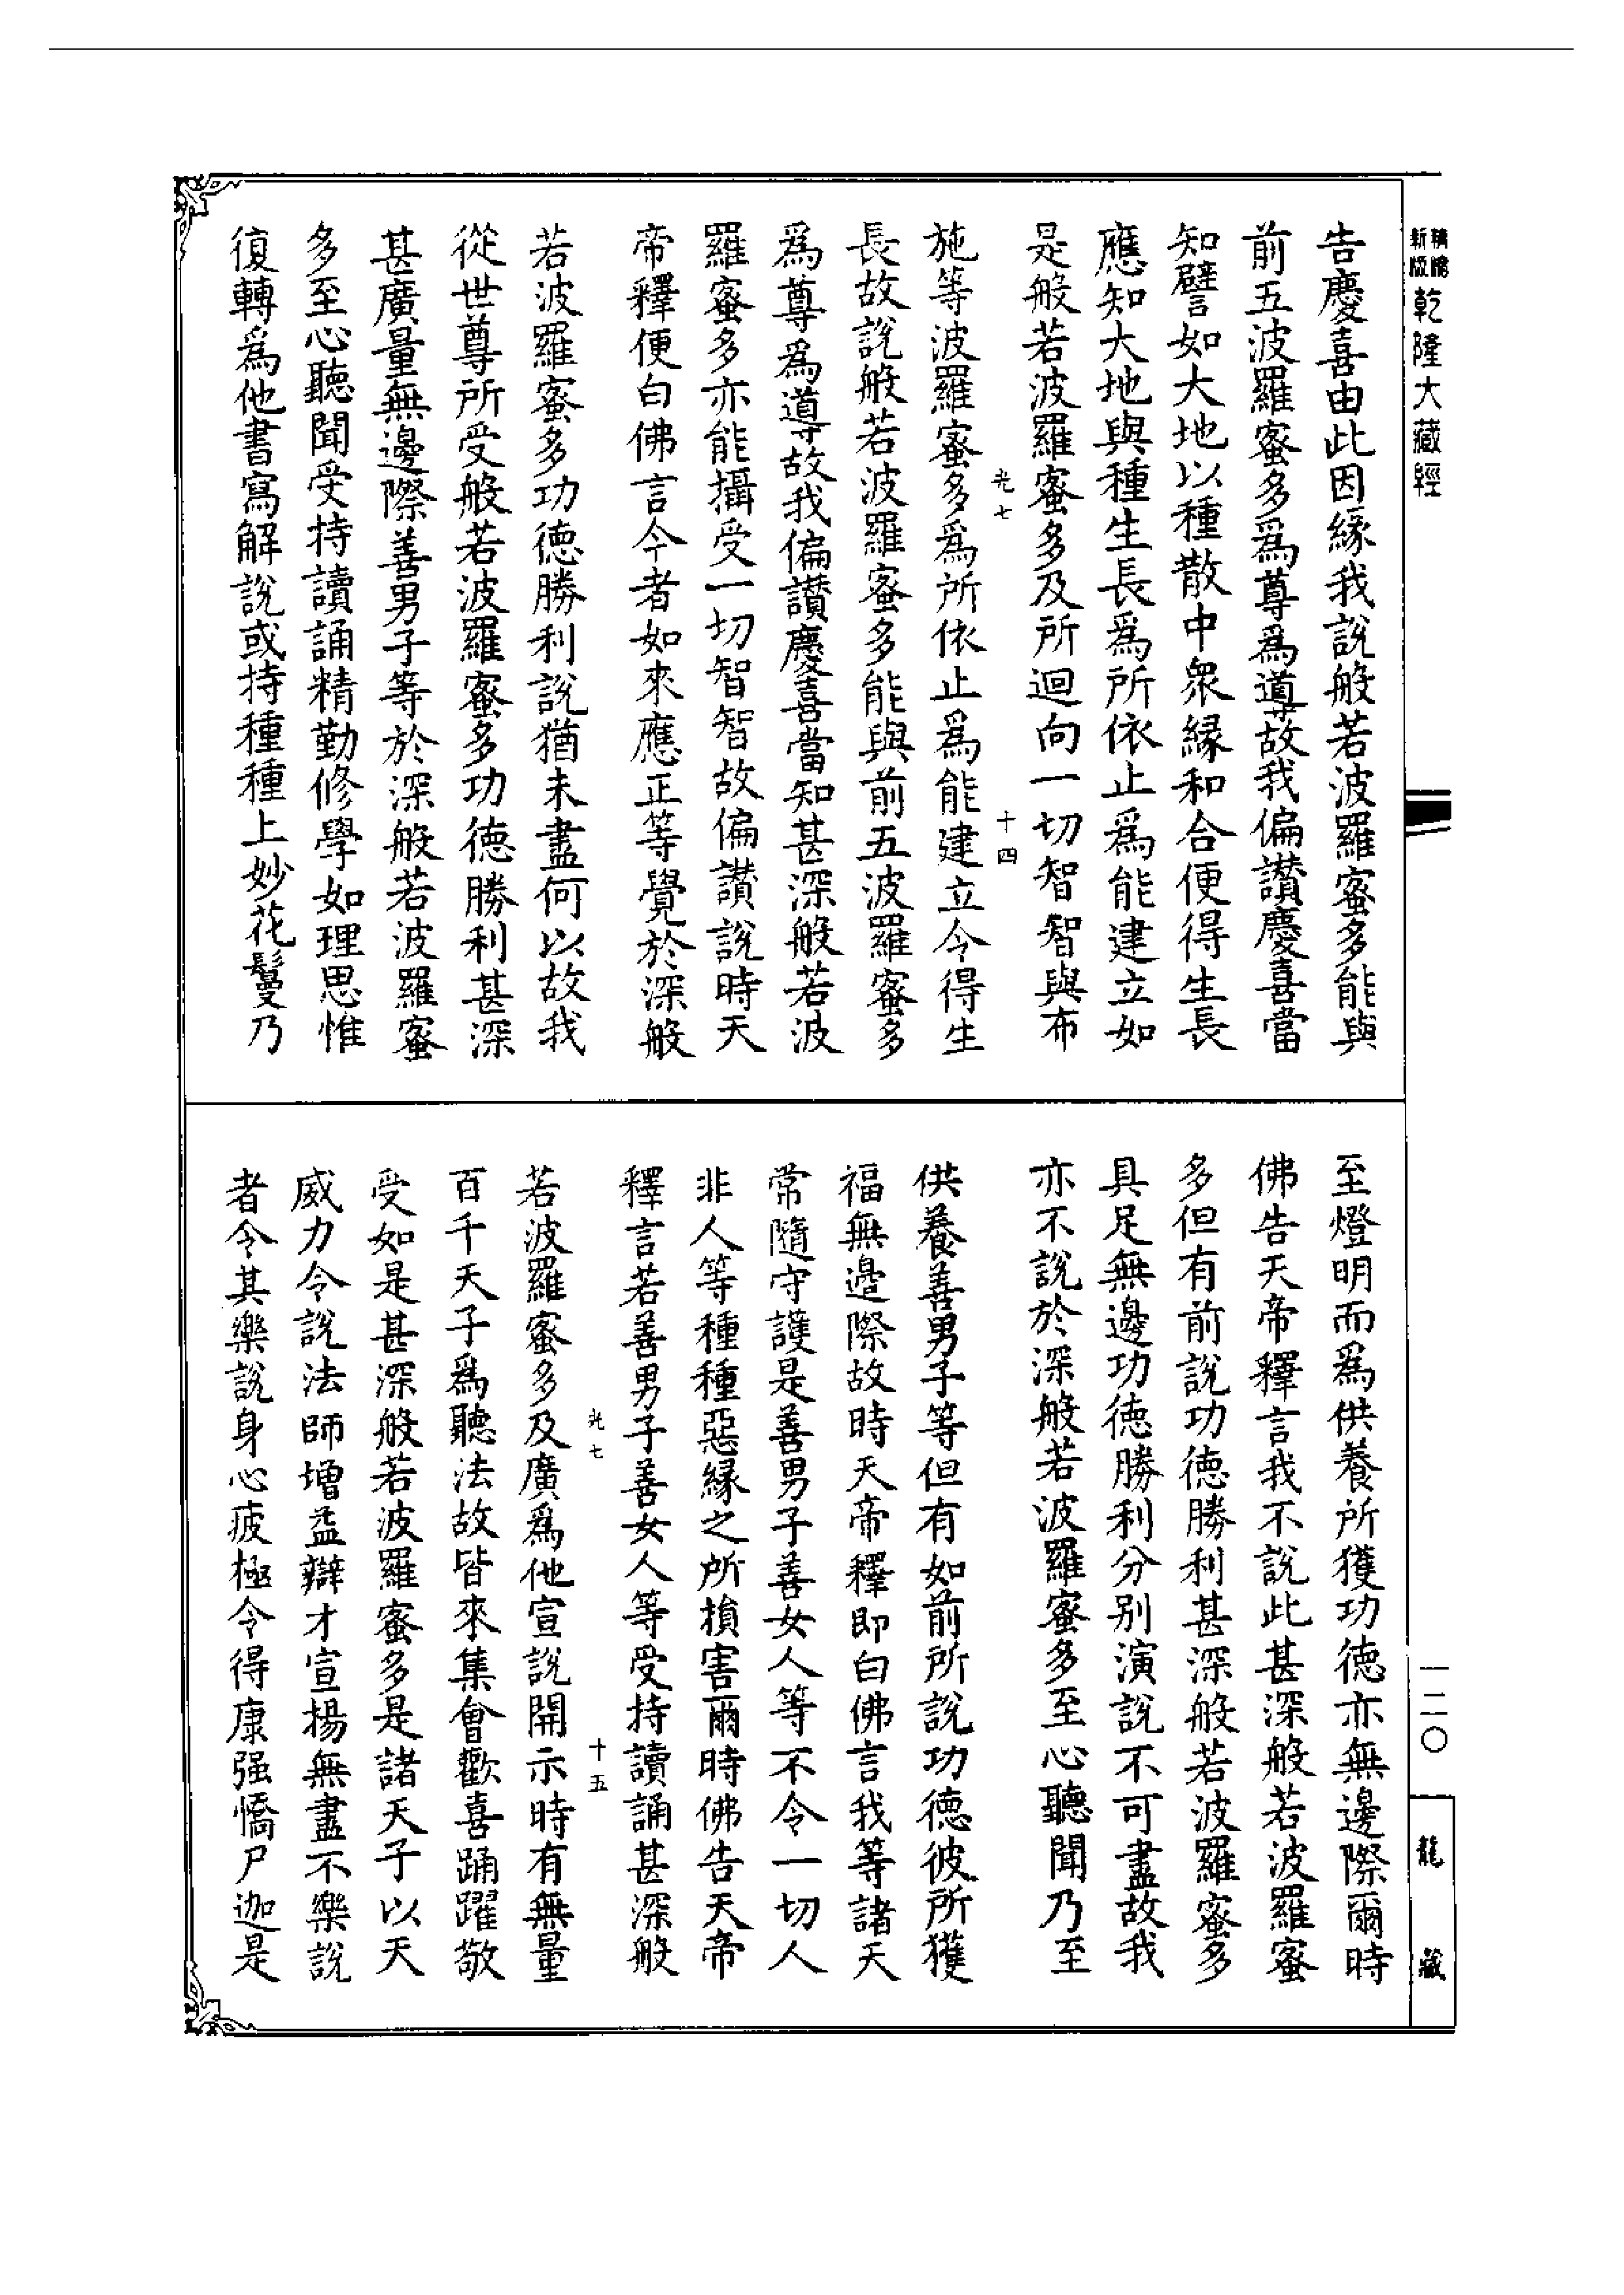 新版 精縮 乾隆大藏經
告慶喜由此因緣我說般若波羅蜜多能與
前五波羅蜜多爲尊爲導故我偏讃慶喜當
知譬如大地以種散中衆緣和合便得生長
應知大地與種生長爲所依止爲能建立如
是般若波羅蜜多及所迴向一切智智與布
光七 十四
施等波羅蜜多爲所依止爲能建立令得生
長故說般若波羅蜜多能與前五波羅蜜多
爲尊爲導故我偏讃慶喜當知甚深般若波
羅蜜多亦能攝受一切智智故偏讃說時天
帝釋便白佛言今者如來應正等覺於深般
若波羅蜜多功德勝利說猶未盡何以故我
從世尊所受般若波羅蜜多功德勝利甚深
甚廣量無邊際善男子等於深般若波羅蜜
多至心聽聞受持讀誦精勤修學如理思惟
復轉爲他書寫解說或持種種上妙花鬘乃
至燈明而爲供養所獲功德亦無邊際爾時
佛告天帝釋言我不說此甚深般若波羅蜜
多但有前說功德勝利甚深般若波羅蜜多
具足無邊功德勝利分别演說不可盡故我
亦不說於深般若波羅蜜多至心聽聞乃至
供養善男子等但有如前所說功德彼所獲
福無邊際故時天帝釋即白佛言我等諸天
常隨守護是善男子善女人等不令一切人
非人等種種惡緣之所損害爾時佛告天帝
釋言若善男子善女人等受持讀誦甚深般
光七 十五
若波羅蜜多及廣爲他宣說開示時有無量
百千天子爲聽法故皆來集會歡喜踊躍敬
受如是甚深般若波羅蜜多是諸天子以天
威力令說法師增益辯才宣揚無盡不樂說
者令其樂說身心疲極令得康强憍尸迦是
一二〇
龍藏